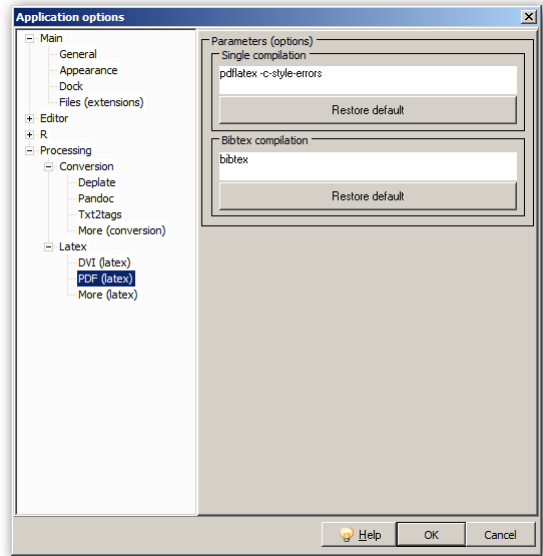 Application options
Main
General
Appearance
Dock
Files (extensions)
Editor
R
Processing
Conversion
Deplate
Pandoc
Txt2tags
More (conversion)
Latex
DVI (latex)
PDF (latex)
More (latex)
Parameters (options)
Single compilation
pdflatex -c-style-errors
Restore default
Bibtex compilation
bibtex
Restore default
Help
OK
Cancel